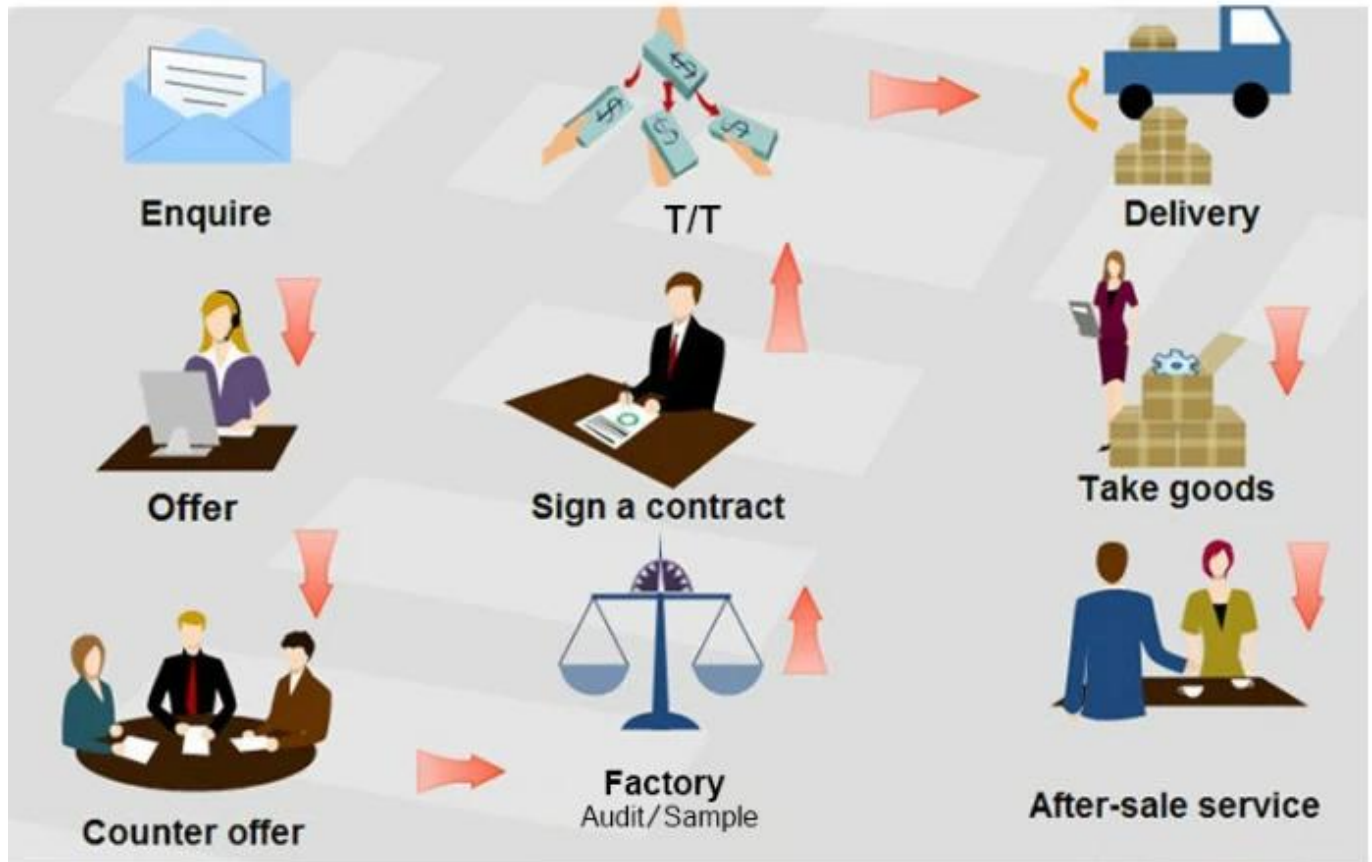 Enquire
T/T
Delivery
Offer
Sign a contract
Take goods
Counter offer
Factory
Audit/Sample
After-sale service